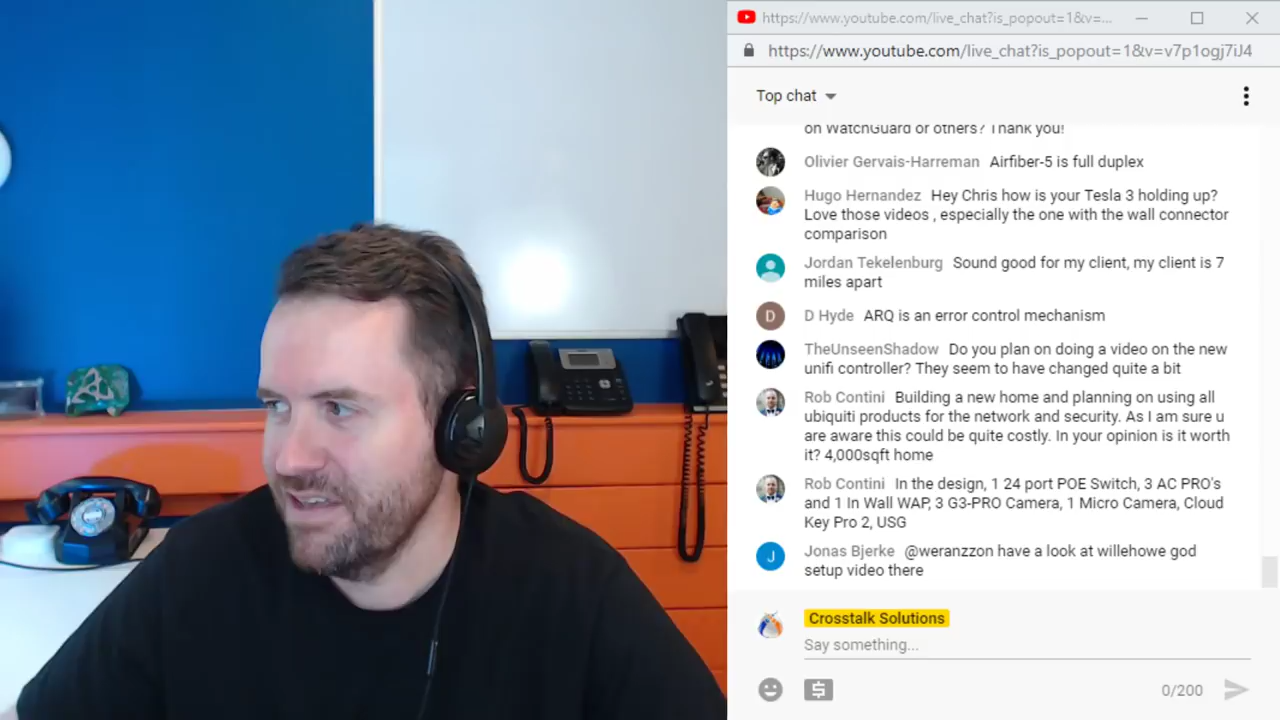 https://www.youtube.com/live_chat?is_popout=1&v=...
https://www.youtube.com/live_chat?is_popout=1&v=v7p1ogj7iJ4
Top chat
on WatchGuard or others? Thank you!
Olivier Gervais-Harreman Airfiber-5 is full duplex
Hugo Hernandez Hey Chris how is your Tesla 3 holding up?
Love those videos , especially the one with the wall connector
comparison
Jordan Tekelenburg Sound good for my client, my client is 7
miles apart
D
D Hyde ARQ is an error control mechanism
TheUnseenShadow Do you plan on doing a video on the new
unifi controller? They seem to have changed quite a bit
Rob Contini Building a new home and planning on using all
ubiquiti products for the network and security. As I am sure u
are aware this could be quite costly. In your opinion is it worth
it? 4,000sqft home
Rob Contini In the design, 1 24 port POE Switch, 3 AC PRO's
and 1 In Wall WAP, 3 G3-PRO Camera, 1 Micro Camera, Cloud
Key Pro 2, USG
J
Jonas Bjerke @weranzzon have a look at willehowe god
setup video there
Crosstalk Solutions
Say something...
0/200